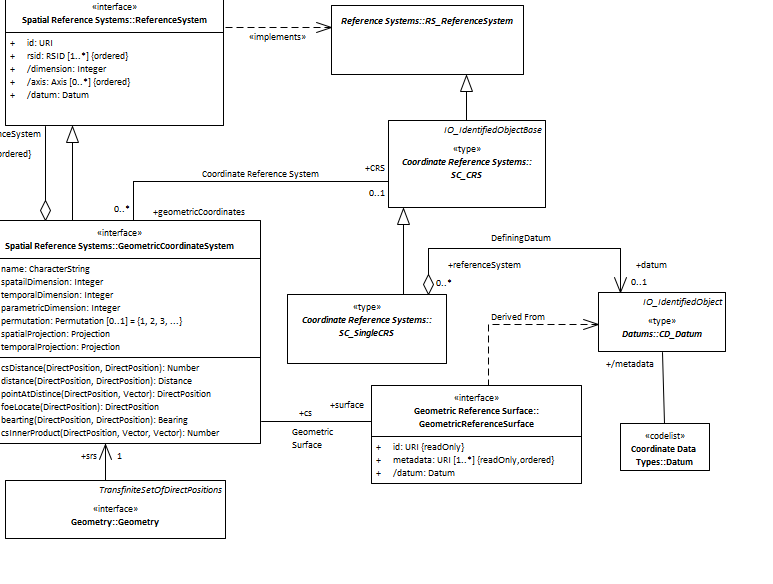 «interface»
Spatial Reference Systems::ReferenceSystem
+ id: URI
+ rsid: RSID [1..*] {ordered}
+ /dimension: Integer
+ /axis: Axis [0..*] {ordered}
+ /datum: Datum
«implements»
Reference Systems::RS_ReferenceSystem
IO_IdentifiedObjectBase
«type»
Coordinate Reference Systems::
SC_CRS
nceSystem
ordered}
Coordinate Reference System
+CRS
0..1
0..*
+geometricCoordinates
«interface»
Spatial Reference Systems::GeometricCoordinateSystem
name: CharacterString
spatailDimension: Integer
temporalDimension: Integer
parametricDimension: Integer
permutation: Permutation [0..1] = {1, 2, 3, ...}
spatialProjection: Projection
temporalProjection: Projection
csDistance(DirectPosition, DirectPosition): Number
distance(DirectPosition, DirectPosition): Distance
pointAtDistince(DirectPosition, Vector): DirectPosition
foeLocate(DirectPosition): DirectPosition
bearting(DirectPosition, DirectPosition): Bearing
csInnerProduct(DirectPosition, Vector, Vector): Number
DefiningDatum
+referenceSystem
0..*
+datum
0..1
«type»
Coordinate Reference Systems::
SC_SingleCRS
IO_IdentifiedObject
«type»
Datums::CD_Datum
Derived From
+/metadata
«interface»
Geometric Reference Surface::
GeometricReferenceSurface
+ id: URI {readOnly}
+ metadata: URI [1..*] {readOnly,ordered}
+ /datum: Datum
+surface
+cs
Geometric
Surface
«codelist»
Coordinate Data
Types::Datum
+srs
1
TransfiniteSetOfDirectPositions
«interface»
Geometry::Geometry